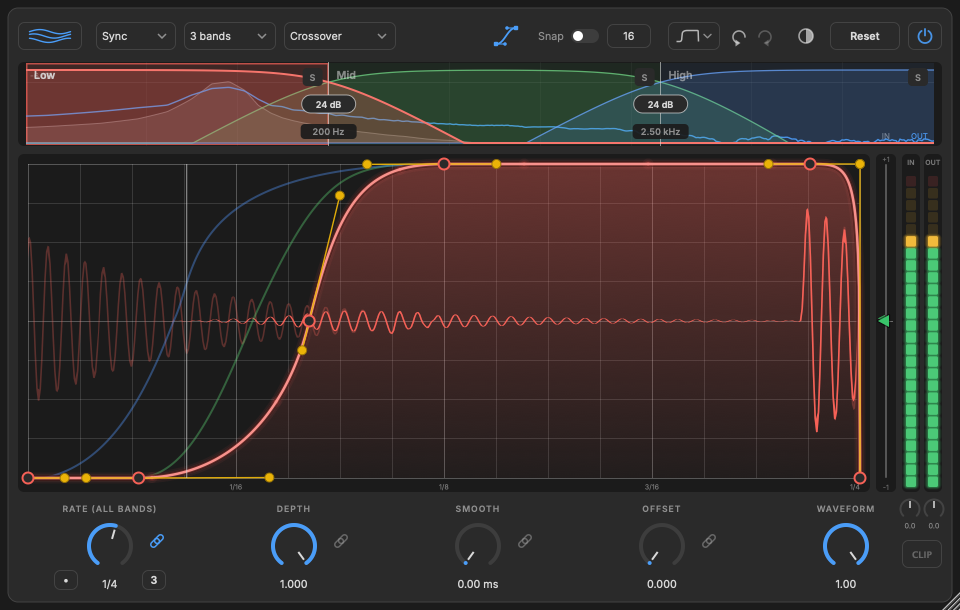 Sync 3 bands Crossover Snap 16 Reset
Low S Mid S High S
24 dB 24 dB
200 Hz 2.50 kHz
IN OUT
+1 IN OUT
-1
1/16 1/8 3/16 1/4
RATE (ALL BANDS) DEPTH SMOOTH OFFSET WAVEFORM
0.0 0.0
CLIP
• 1/4 3 1.000 0.00 ms 0.000 1.00